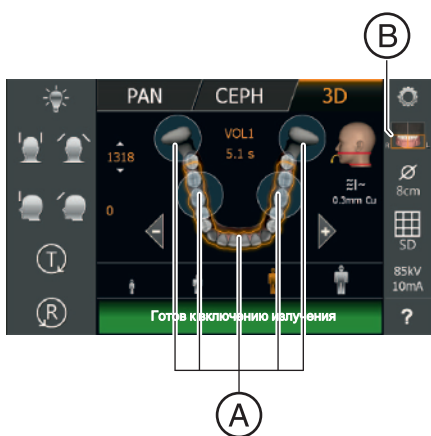 B
PAN
CEPH
3D
VOL1
5.1 s
1318
0
0.3mm Cu
8cm
SD
85kV
10mA
T
R
Готов к включению излучения
?
A